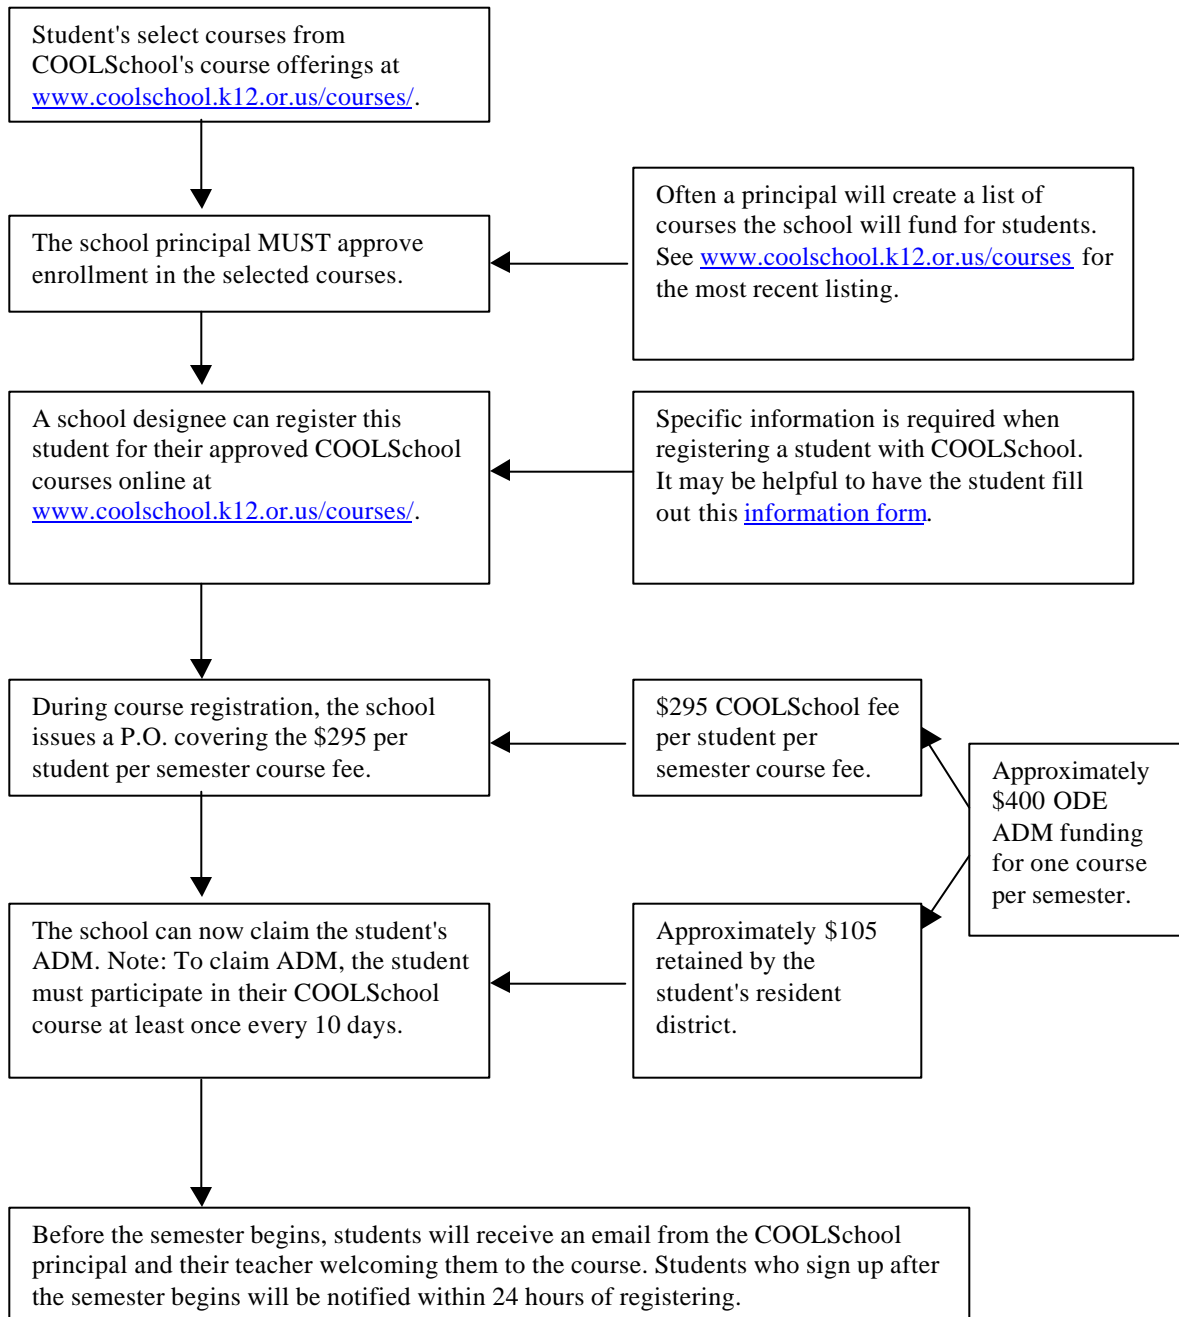 Student's select courses from
COOLSchool's course offerings at
www.coolschool.k12.or.us/courses/.
The school principal MUST approve
enrollment in the selected courses.
Often a principal will create a list of
courses the school will fund for students.
See www.coolschool.k12.or.us/courses for
the most recent listing.
A school designee can register this
student for their approved COOLSchool
courses online at
www.coolschool.k12.or.us/courses/.
Specific information is required when
registering a student with COOLSchool.
It may be helpful to have the student fill
out this information form.
During course registration, the school
issues a P.O. covering the $295 per
student per semester course fee.
$295 COOLSchool fee
per student per
semester course fee.
Approximately
$400 ODE
ADM funding
for one course
per semester.
The school can now claim the student's
ADM. Note: To claim ADM, the student
must participate in their COOLSchool
course at least once every 10 days.
Approximately $105
retained by the
student's resident
district.
Before the semester begins, students will receive an email from the COOLSchool
principal and their teacher welcoming them to the course. Students who sign up after
the semester begins will be notified within 24 hours of registering.